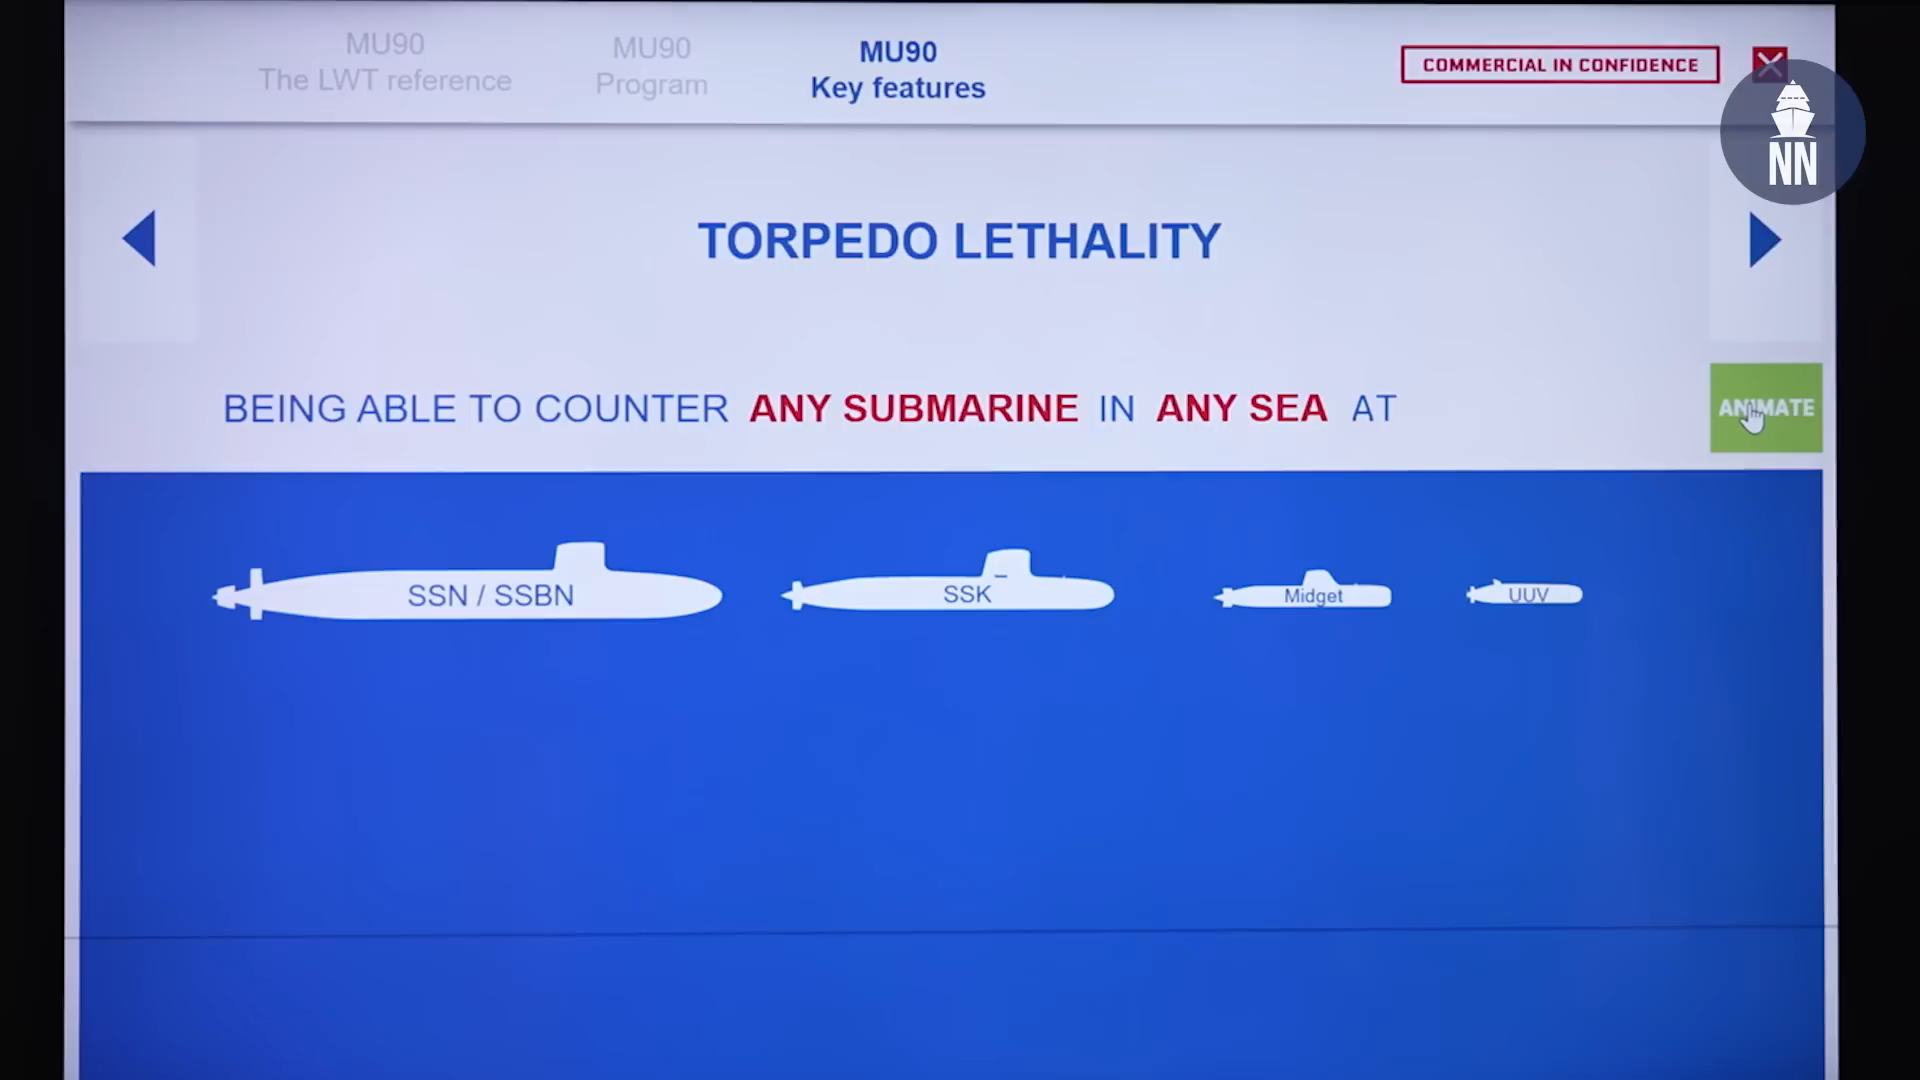 MU90
The LWT reference
MU90
Program
MU90
Key features
COMMERCIAL IN CONFIDENCE
NN
TORPEDO LETHALITY
BEING ABLE TO COUNTER ANY SUBMARINE IN ANY SEA AT
ANIMATE
SSN / SSBN
SSK
Midget
UUV